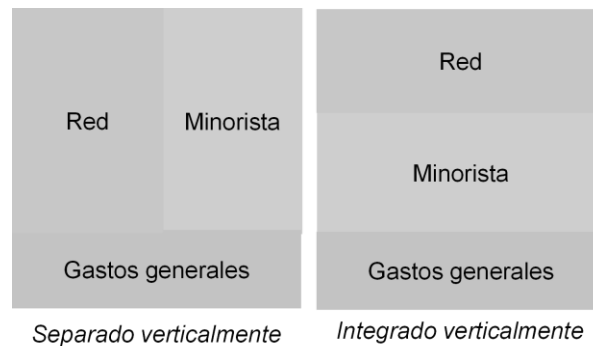 Red
Minorista
Gastos generales
Separado verticalmente
Red
Minorista
Gastos generales
Integrado verticalmente